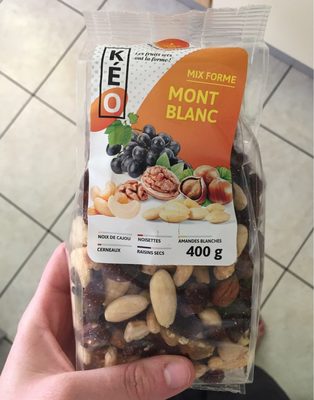 KÉO
Les fruits secs
ont la forme!
MIX FORME
MONT
BLANC
NOIX DE CAJOU
NOISETTES
AMANDES BLANCHES
CERNEAUX
RAISINS SECS
400 g